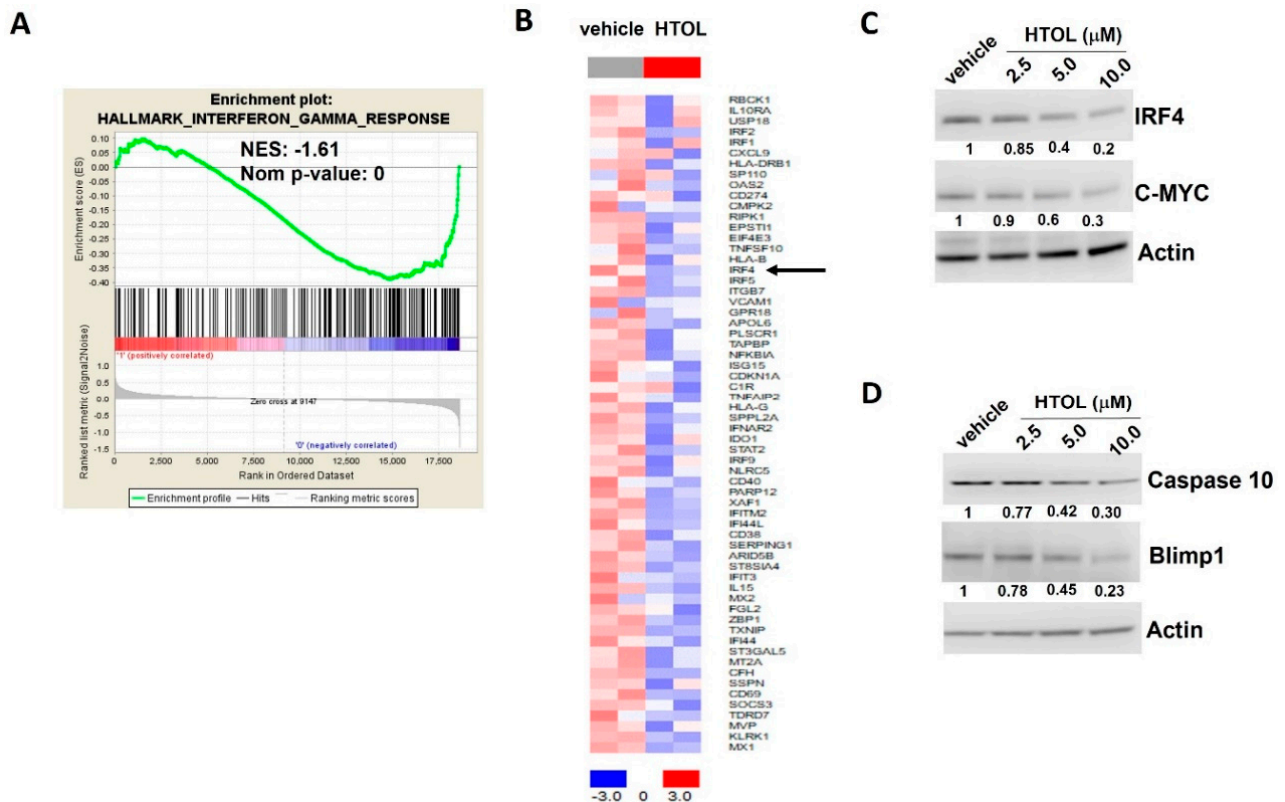 A
Enrichment plot:
HALLMARK_INTERFERON_GAMMA_RESPONSE
NES: -1.61
Nom p-value: 0
Enrichment score (ES)
0.10
0.05
0.00
-0.05
-0.10
-0.15
-0.20
-0.25
-0.30
-0.35
-0.40
'1' (positively correlated)
Ranked list metric (Signal2Noise)
1.0
0.5
0.0
-0.5
-1.0
-1.5
Zero cross at 9147
'0' (negatively correlated)
0 2,500 5,000 7,500 10,000 12,500 15,000 17,500
Rank in Ordered Dataset
Enrichment profile Hits Ranking metric scores
B
vehicle HTOL
RBCK1
IL10RA
USP18
IRF2
IRF1
CXCL9
HLA-DRB1
SP110
OAS2
CD274
CMPK2
RIPK1
EPSTI1
EIF4E3
TNFSF10
HLA-B
IRF4
IRF5
ITGB7
VCAM1
GPR18
APOL6
PLSCR1
TAPBP
NFKBIA
ISG15
CDKN1A
C1R
TNFAIP2
HLA-G
SPPL2A
IFNAR2
IDO1
STAT2
IRF9
NLRC5
CD40
PARP12
XAF1
IFITM2
IFI44L
CD38
SERPING1
ARID5B
ST8SIA4
IFIT3
IL15
MX2
FGL2
ZBP1
TXNIP
IFI44
ST3GAL5
MT2A
CFH
SSPN
CD69
SOCS3
TDRD7
MVP
KLRK1
MX1
-3.0 0 3.0
C
vehicle
HTOL (μM)
2.5 5.0 10.0
IRF4
1 0.85 0.4 0.2
C-MYC
1 0.9 0.6 0.3
Actin
D
vehicle
HTOL (μM)
2.5 5.0 10.0
Caspase 10
1 0.77 0.42 0.30
Blimp1
1 0.78 0.45 0.23
Actin